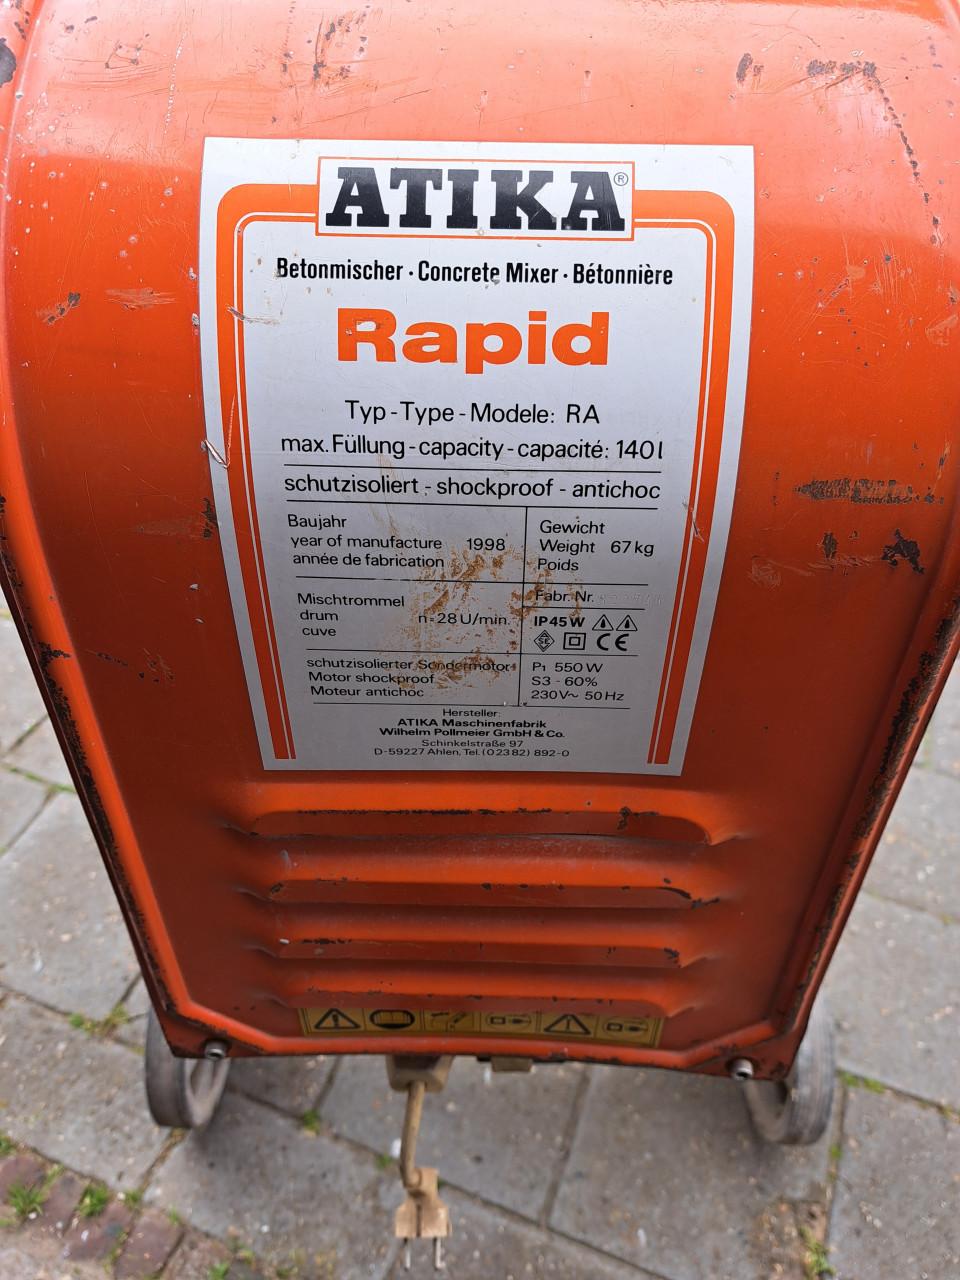 ATIKA®
Betonmischer · Concrete Mixer · Bétonnière
Rapid
Typ - Type - Modele: RA
max. Füllung - capacity - capacité: 140 l
schutzisoliert - shockproof - antichoc
Baujahr
year of manufacture 1998
année de fabrication
Gewicht
Weight 67 kg
Poids
Mischtrommel
drum n = 28 U/min.
cuve
Fabr. Nr.
IP45W
SE CE
schutzisolierter Sondermotor
Motor shockproof
Moteur antichoc
P1 550 W
S3 - 60%
230V~ 50 Hz
Hersteller:
ATIKA Maschinenfabrik
Wilhelm Pollmeier GmbH & Co.
Schinkelstraße 97
D-59227 Ahlen, Tel. (02382) 892-0